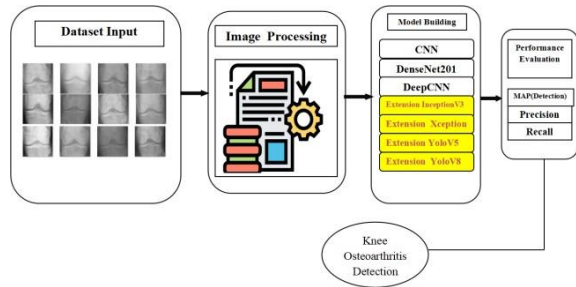 Dataset Input
Image Processing
Model Building
CNN
DenseNet201
DeepCNN
Extension InceptionV3
Extension Xception
Extension YoloV5
Extension YoloV8
Performance
Evaluation
MAP(Detection)
Precision
Recall
Knee
Osteoarthritis
Detection